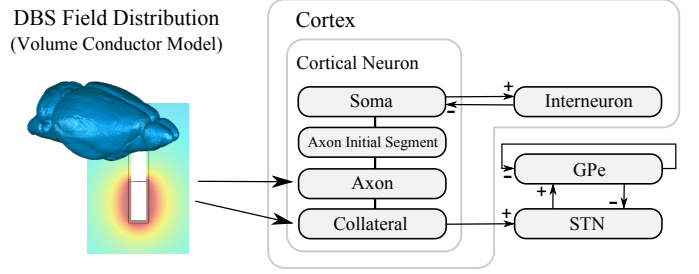 DBS Field Distribution
(Volume Conductor Model)
Cortex
Cortical Neuron
Soma
Axon Initial Segment
Axon
Collateral
+
-
Interneuron
-
GPe
+
-
+
STN